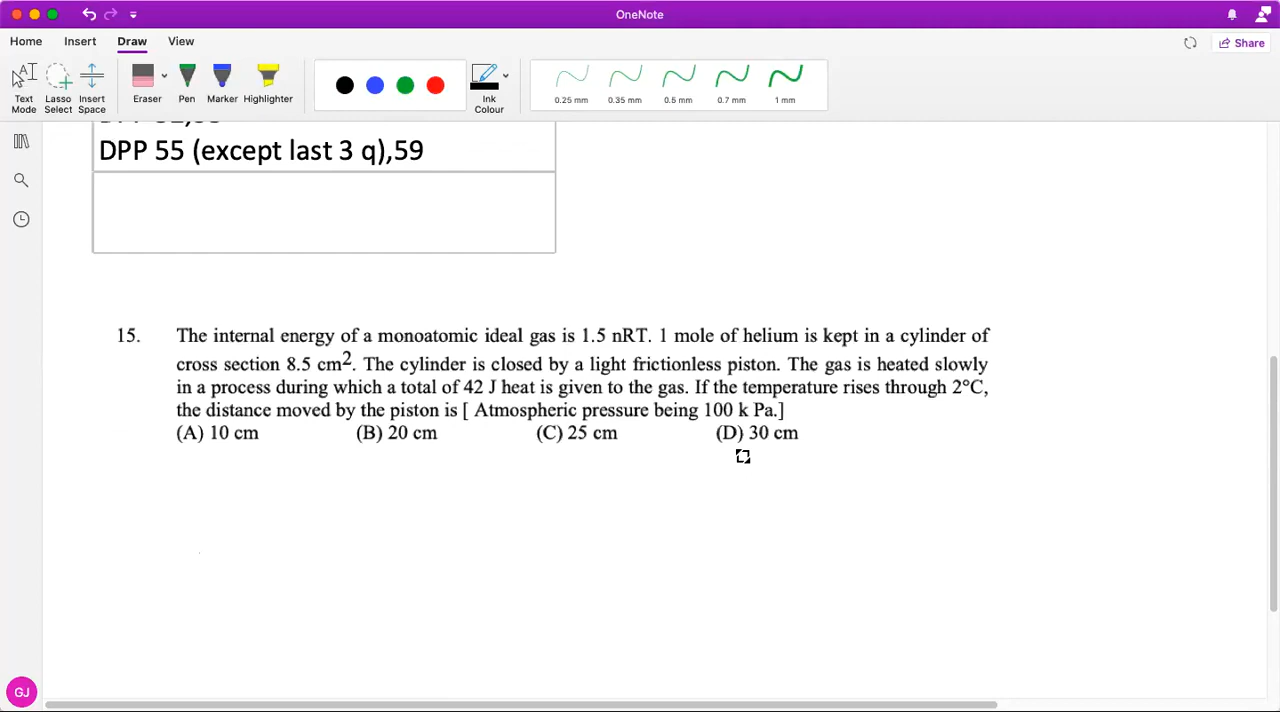 OneNote
Home Insert Draw View
Share
Text Mode
Lasso Select
Insert Space
Eraser
Pen
Marker
Highlighter
Ink Colour
0.25 mm
0.35 mm
0.5 mm
0.7 mm
1 mm
DPP 55 (except last 3 q),59
15. The internal energy of a monoatomic ideal gas is 1.5 nRT. 1 mole of helium is kept in a cylinder of
cross section 8.5 cm2. The cylinder is closed by a light frictionless piston. The gas is heated slowly
in a process during which a total of 42 J heat is given to the gas. If the temperature rises through 2°C,
the distance moved by the piston is [ Atmospheric pressure being 100 k Pa.]
(A) 10 cm (B) 20 cm (C) 25 cm (D) 30 cm
GJ